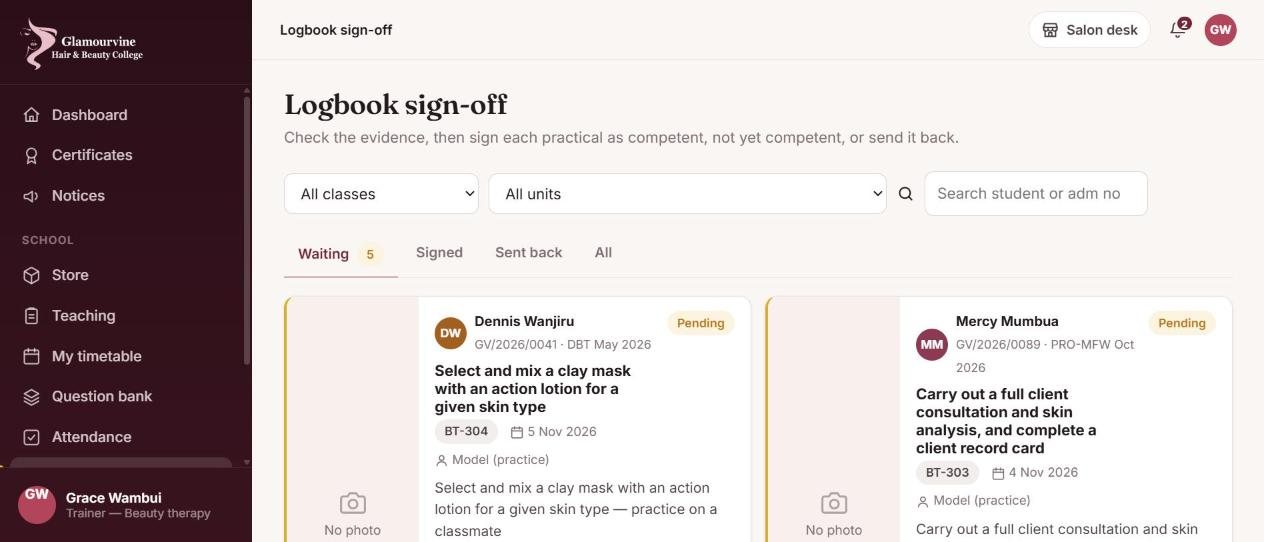 Glamourvine
Hair & Beauty College
Dashboard
Certificates
Notices
SCHOOL
Store
Teaching
My timetable
Question bank
Attendance
GW
Grace Wambui
Trainer — Beauty therapy
Logbook sign-off
Salon desk
2
GW
Logbook sign-off
Check the evidence, then sign each practical as competent, not yet competent, or send it back.
All classes
All units
Search student or adm no
Waiting 5
Signed
Sent back
All
No photo
DW
Dennis Wanjiru
GV/2026/0041 · DBT May 2026
Pending
Select and mix a clay mask
with an action lotion for a
given skin type
BT-304
5 Nov 2026
Model (practice)
Select and mix a clay mask with an action
lotion for a given skin type — practice on a
classmate
No photo
MM
Mercy Mumbua
GV/2026/0089 · PRO-MFW Oct
2026
Pending
Carry out a full client
consultation and skin
analysis, and complete a
client record card
BT-303
4 Nov 2026
Model (practice)
Carry out a full client consultation and skin